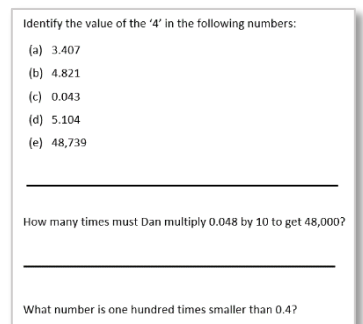 Identify the value of the ‘4’ in the following numbers:
(a) 3.407
(b) 4.821
(c) 0.043
(d) 5.104
(e) 48,739
How many times must Dan multiply 0.048 by 10 to get 48,000?
What number is one hundred times smaller than 0.4?